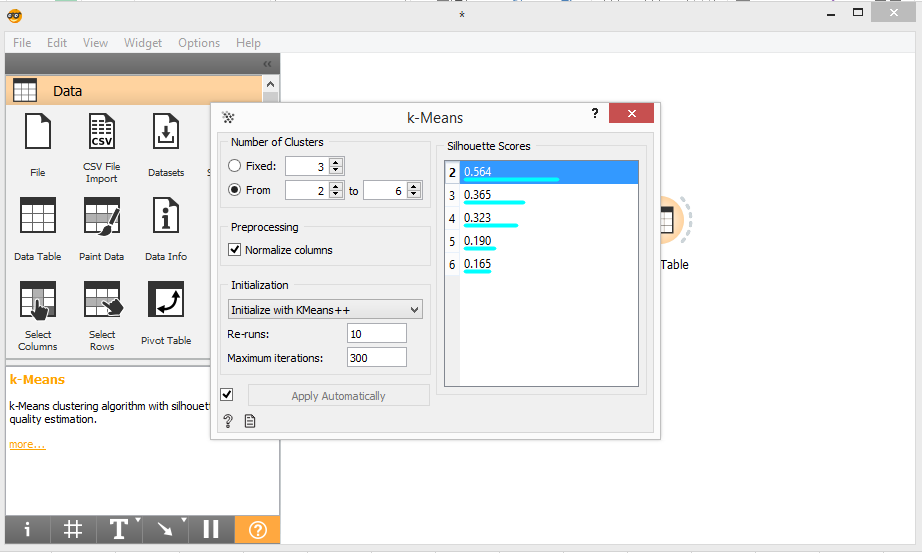 *
File Edit View Widget Options Help
Data
File
CSV File
Import
Datasets
Data Table
Paint Data
Data Info
Select
Columns
Select
Rows
Pivot Table
k-Means
k-Means clustering algorithm with silhouett
quality estimation.
more...
k-Means
Number of Clusters
Fixed: 3
From 2 to 6
Preprocessing
Normalize columns
Initialization
Initialize with KMeans++
Re-runs: 10
Maximum iterations: 300
Apply Automatically
Silhouette Scores
2 0.564
3 0.365
4 0.323
5 0.190
6 0.165
Table